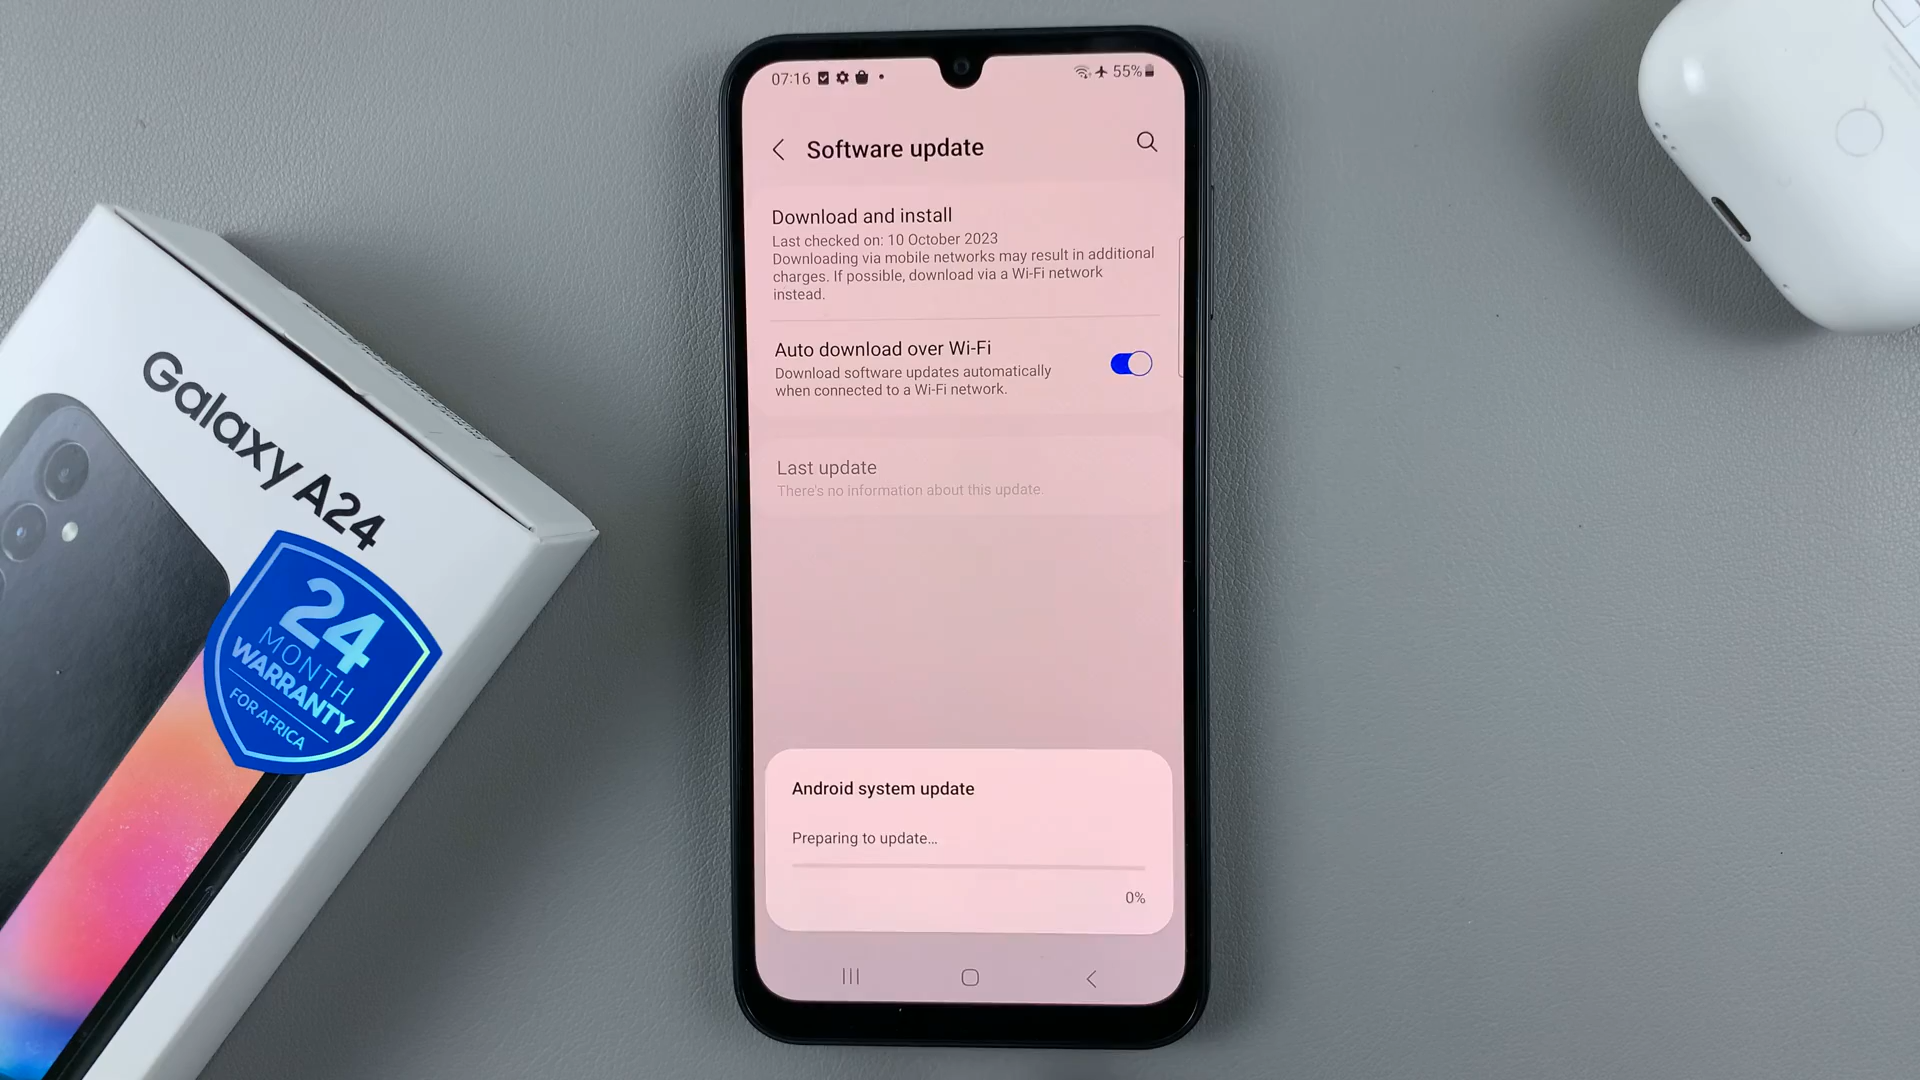 07:16
55%
Software update
Download and install
Last checked on: 10 October 2023
Downloading via mobile networks may result in additional
charges. If possible, download via a Wi-Fi network
instead.
Auto download over Wi-Fi
Download software updates automatically
when connected to a Wi-Fi network.
Last update
There's no information about this update.
Android system update
Preparing to update...
0%
Galaxy A24
24
MONTH
WARRANTY
FOR AFRICA